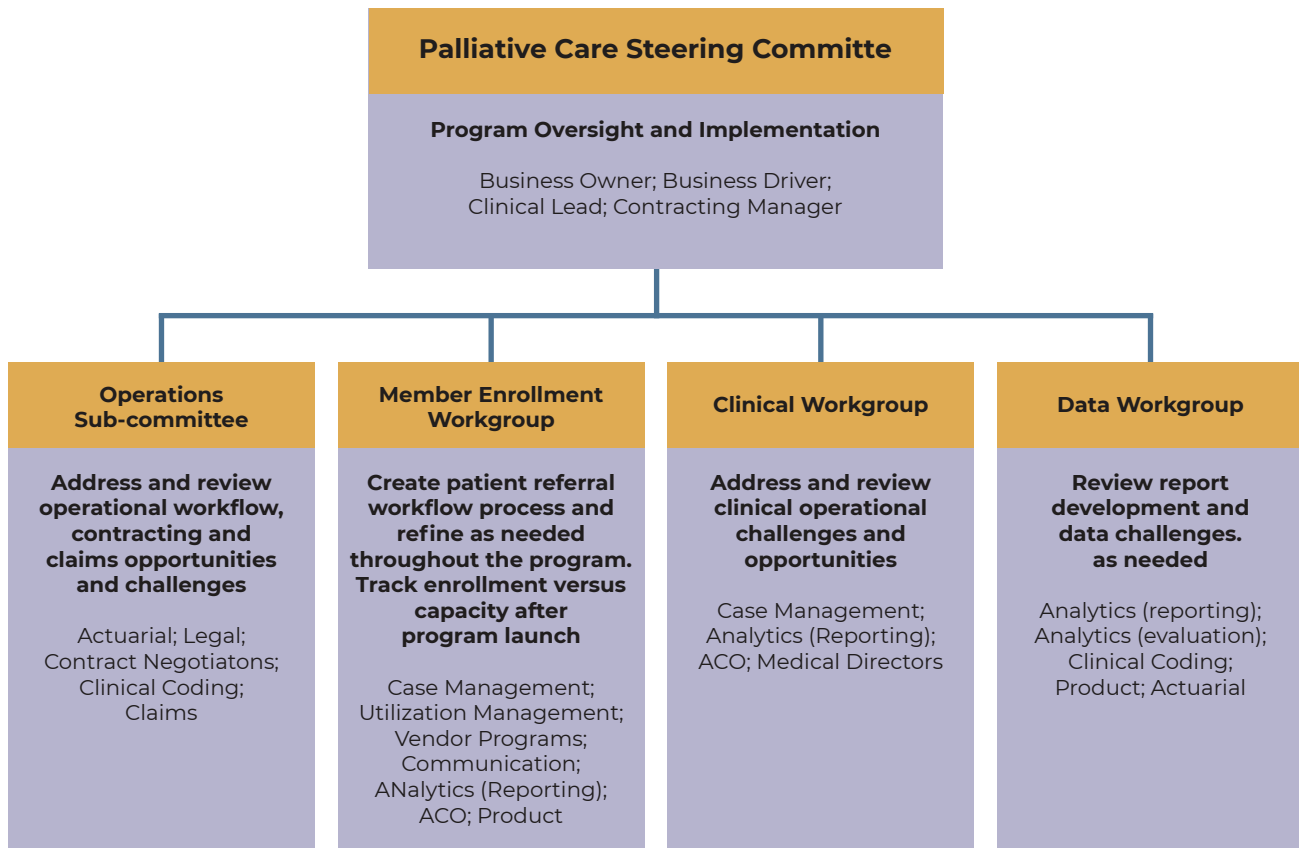 Palliative Care Steering Committe
Program Oversight and Implementation
Business Owner; Business Driver;
Clinical Lead; Contracting Manager
Operations
Sub-committee
Address and review
operational workflow,
contracting and
claims opportunities
and challenges
Actuarial; Legal;
Contract Negotiatons;
Clinical Coding;
Claims
Member Enrollment
Workgroup
Create patient referral
workflow process and
refine as needed
throughout the program.
Track enrollment versus
capacity after
program launch
Case Management;
Utilization Management;
Vendor Programs;
Communication;
ANalytics (Reporting);
ACO; Product
Clinical Workgroup
Address and review
clinical operational
challenges and
opportunities
Case Management;
Analytics (Reporting);
ACO; Medical Directors
Data Workgroup
Review report
development and
data challenges.
as needed
Analytics (reporting);
Analytics (evaluation);
Clinical Coding;
Product; Actuarial